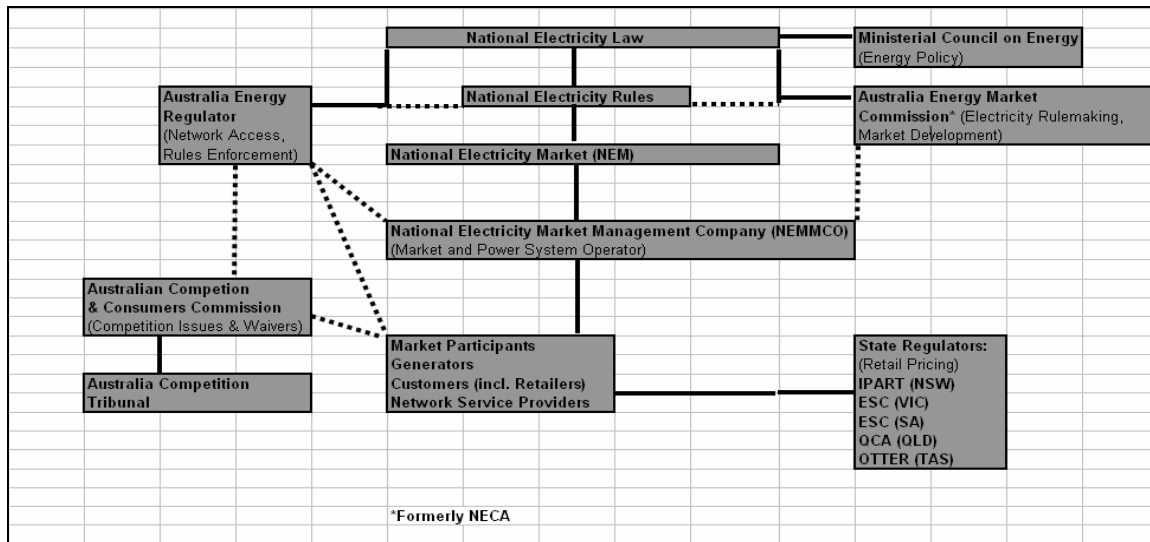 National Electricity Law
Ministerial Council on Energy
(Energy Policy)
Australia Energy
Regulator
(Network Access,
Rules Enforcement)
National Electricity Rules
Australia Energy Market
Commission* (Electricity Rulemaking,
Market Development)
National Electricity Market (NEM)
National Electricity Market Management Company (NEMMCO)
(Market and Power System Operator)
Australian Competion
& Consumers Commission
(Competition Issues & Waivers)
Australia Competition
Tribunal
Market Participants
Generators
Customers (incl. Retailers)
Network Service Providers
State Regulators:
(Retail Pricing)
IPART (NSW)
ESC (VIC)
ESC (SA)
QCA (QLD)
OTTER (TAS)
*Formerly NECA